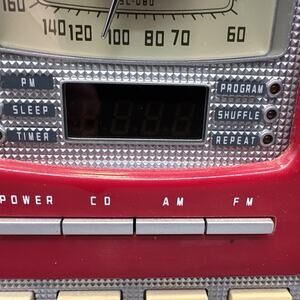 160
140 120 100 80 70 60
PM
PROGRAM
SLEEP
SHUFFLE
TIMER
REPEAT
POWER CD AM FM